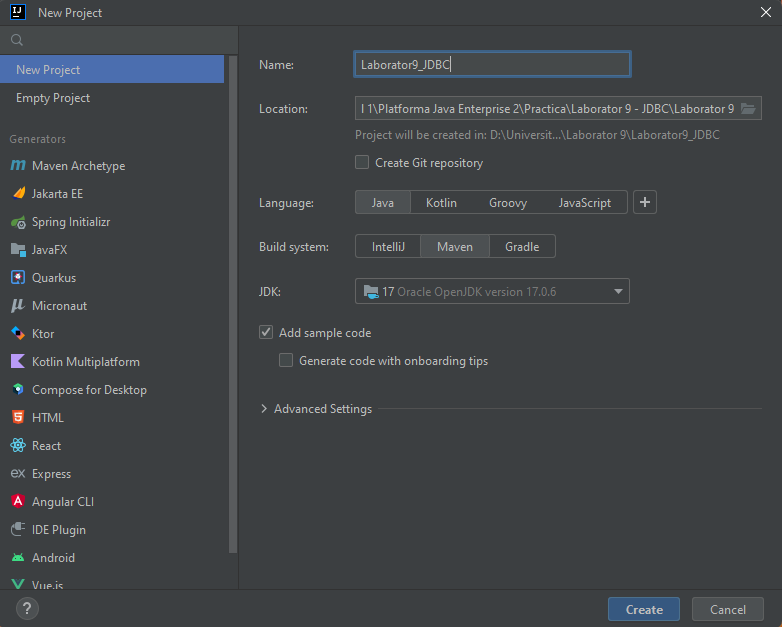 New Project
New Project
Empty Project
Generators
Maven Archetype
Jakarta EE
Spring Initializr
JavaFX
Quarkus
Micronaut
Ktor
Kotlin Multiplatform
Compose for Desktop
HTML
React
Express
Angular CLI
IDE Plugin
Android
Vue.js
Name: Laborator9_JDBC
Location: l 1\Platforma Java Enterprise 2\Practica\Laborator 9 - JDBC\Laborator 9
Project will be created in: D:\Universit...\Laborator 9\Laborator9_JDBC
Create Git repository
Language: Java Kotlin Groovy JavaScript +
Build system: IntelliJ Maven Gradle
JDK: 17 Oracle OpenJDK version 17.0.6
Add sample code
Generate code with onboarding tips
Advanced Settings
? Create Cancel